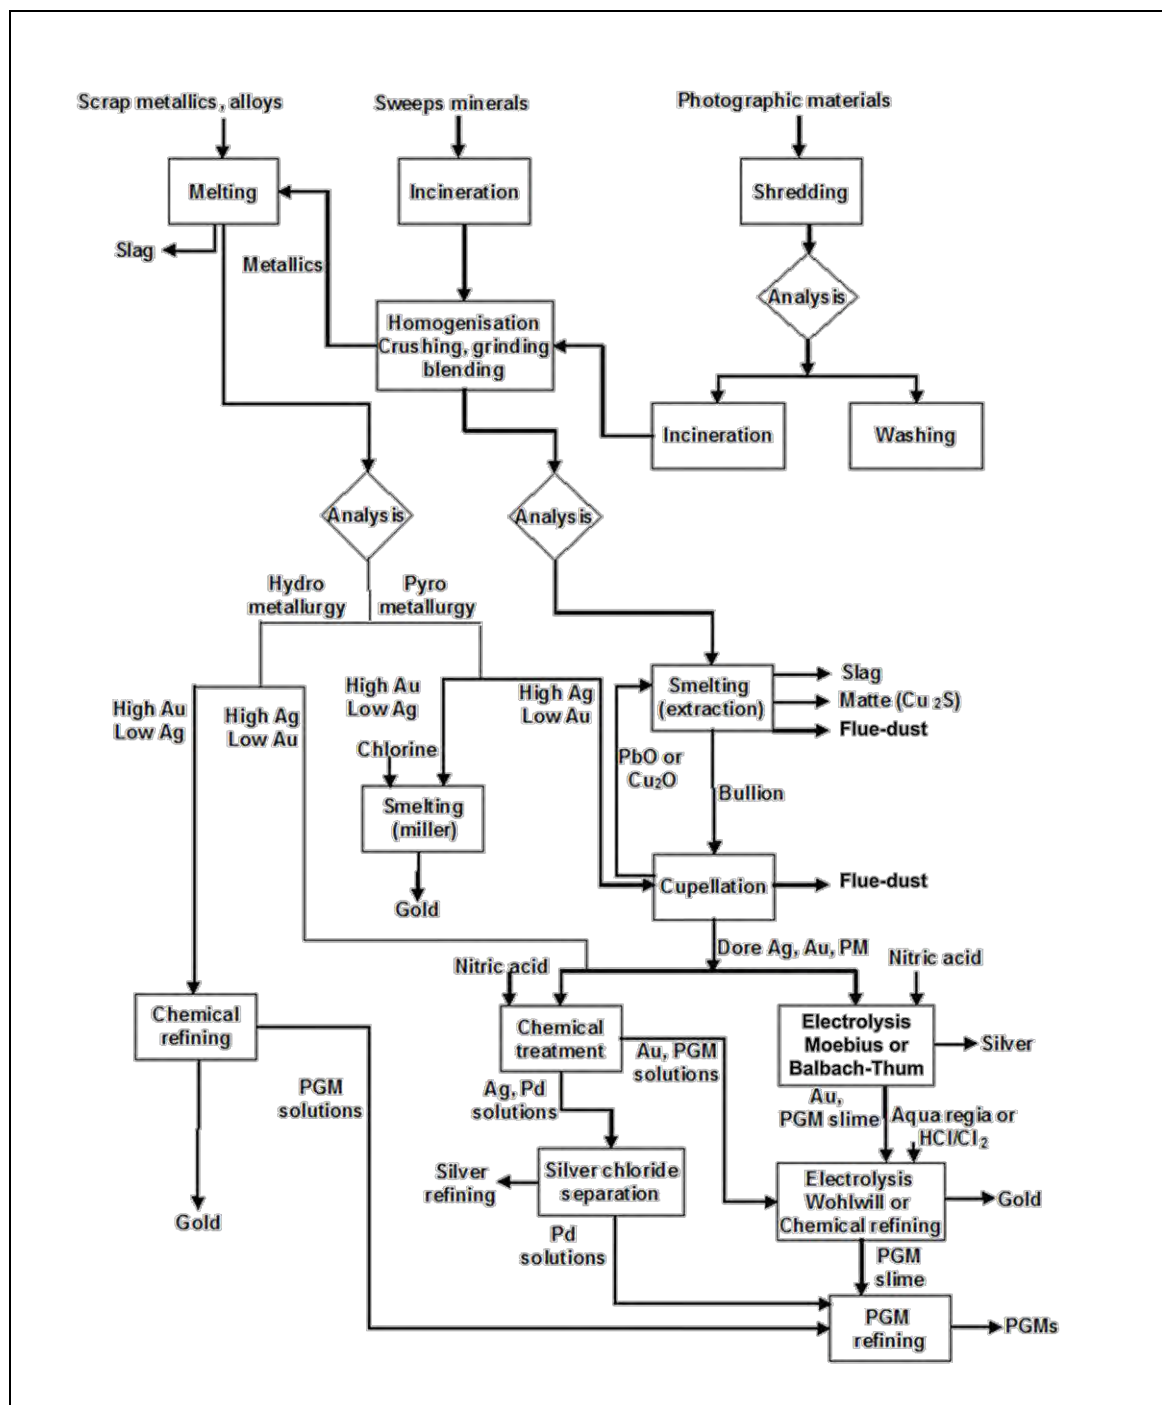 Scrap metallics, alloys
Sweeps minerals
Photographic materials
Melting
Incineration
Shredding
Slag
Metallics
Analysis
Homogenisation
Crushing, grinding
blending
Incineration
Washing
Analysis
Analysis
Hydro
metallurgy
Pyro
metallurgy
High Au
Low Ag
High Ag
Low Au
High Au
Low Ag
High Ag
Low Au
Smelting
(extraction)
Slag
Matte (Cu 2S)
Flue-dust
Chlorine
PbO or
Cu2O
Bullion
Smelting
(miller)
Gold
Cupellation
Flue-dust
Dore Ag, Au, PM
Nitric acid
Nitric acid
Chemical
refining
Chemical
treatment
Electrolysis
Moebius or
Balbach-Thum
Silver
Au, PGM
solutions
PGM
solutions
Ag, Pd
solutions
Au,
PGM slime
Aqua regia or
HCl/Cl2
Silver
refining
Silver chloride
separation
Electrolysis
Wohlwill or
Chemical refining
Gold
Gold
Pd
solutions
PGM
slime
PGM
refining
PGMs